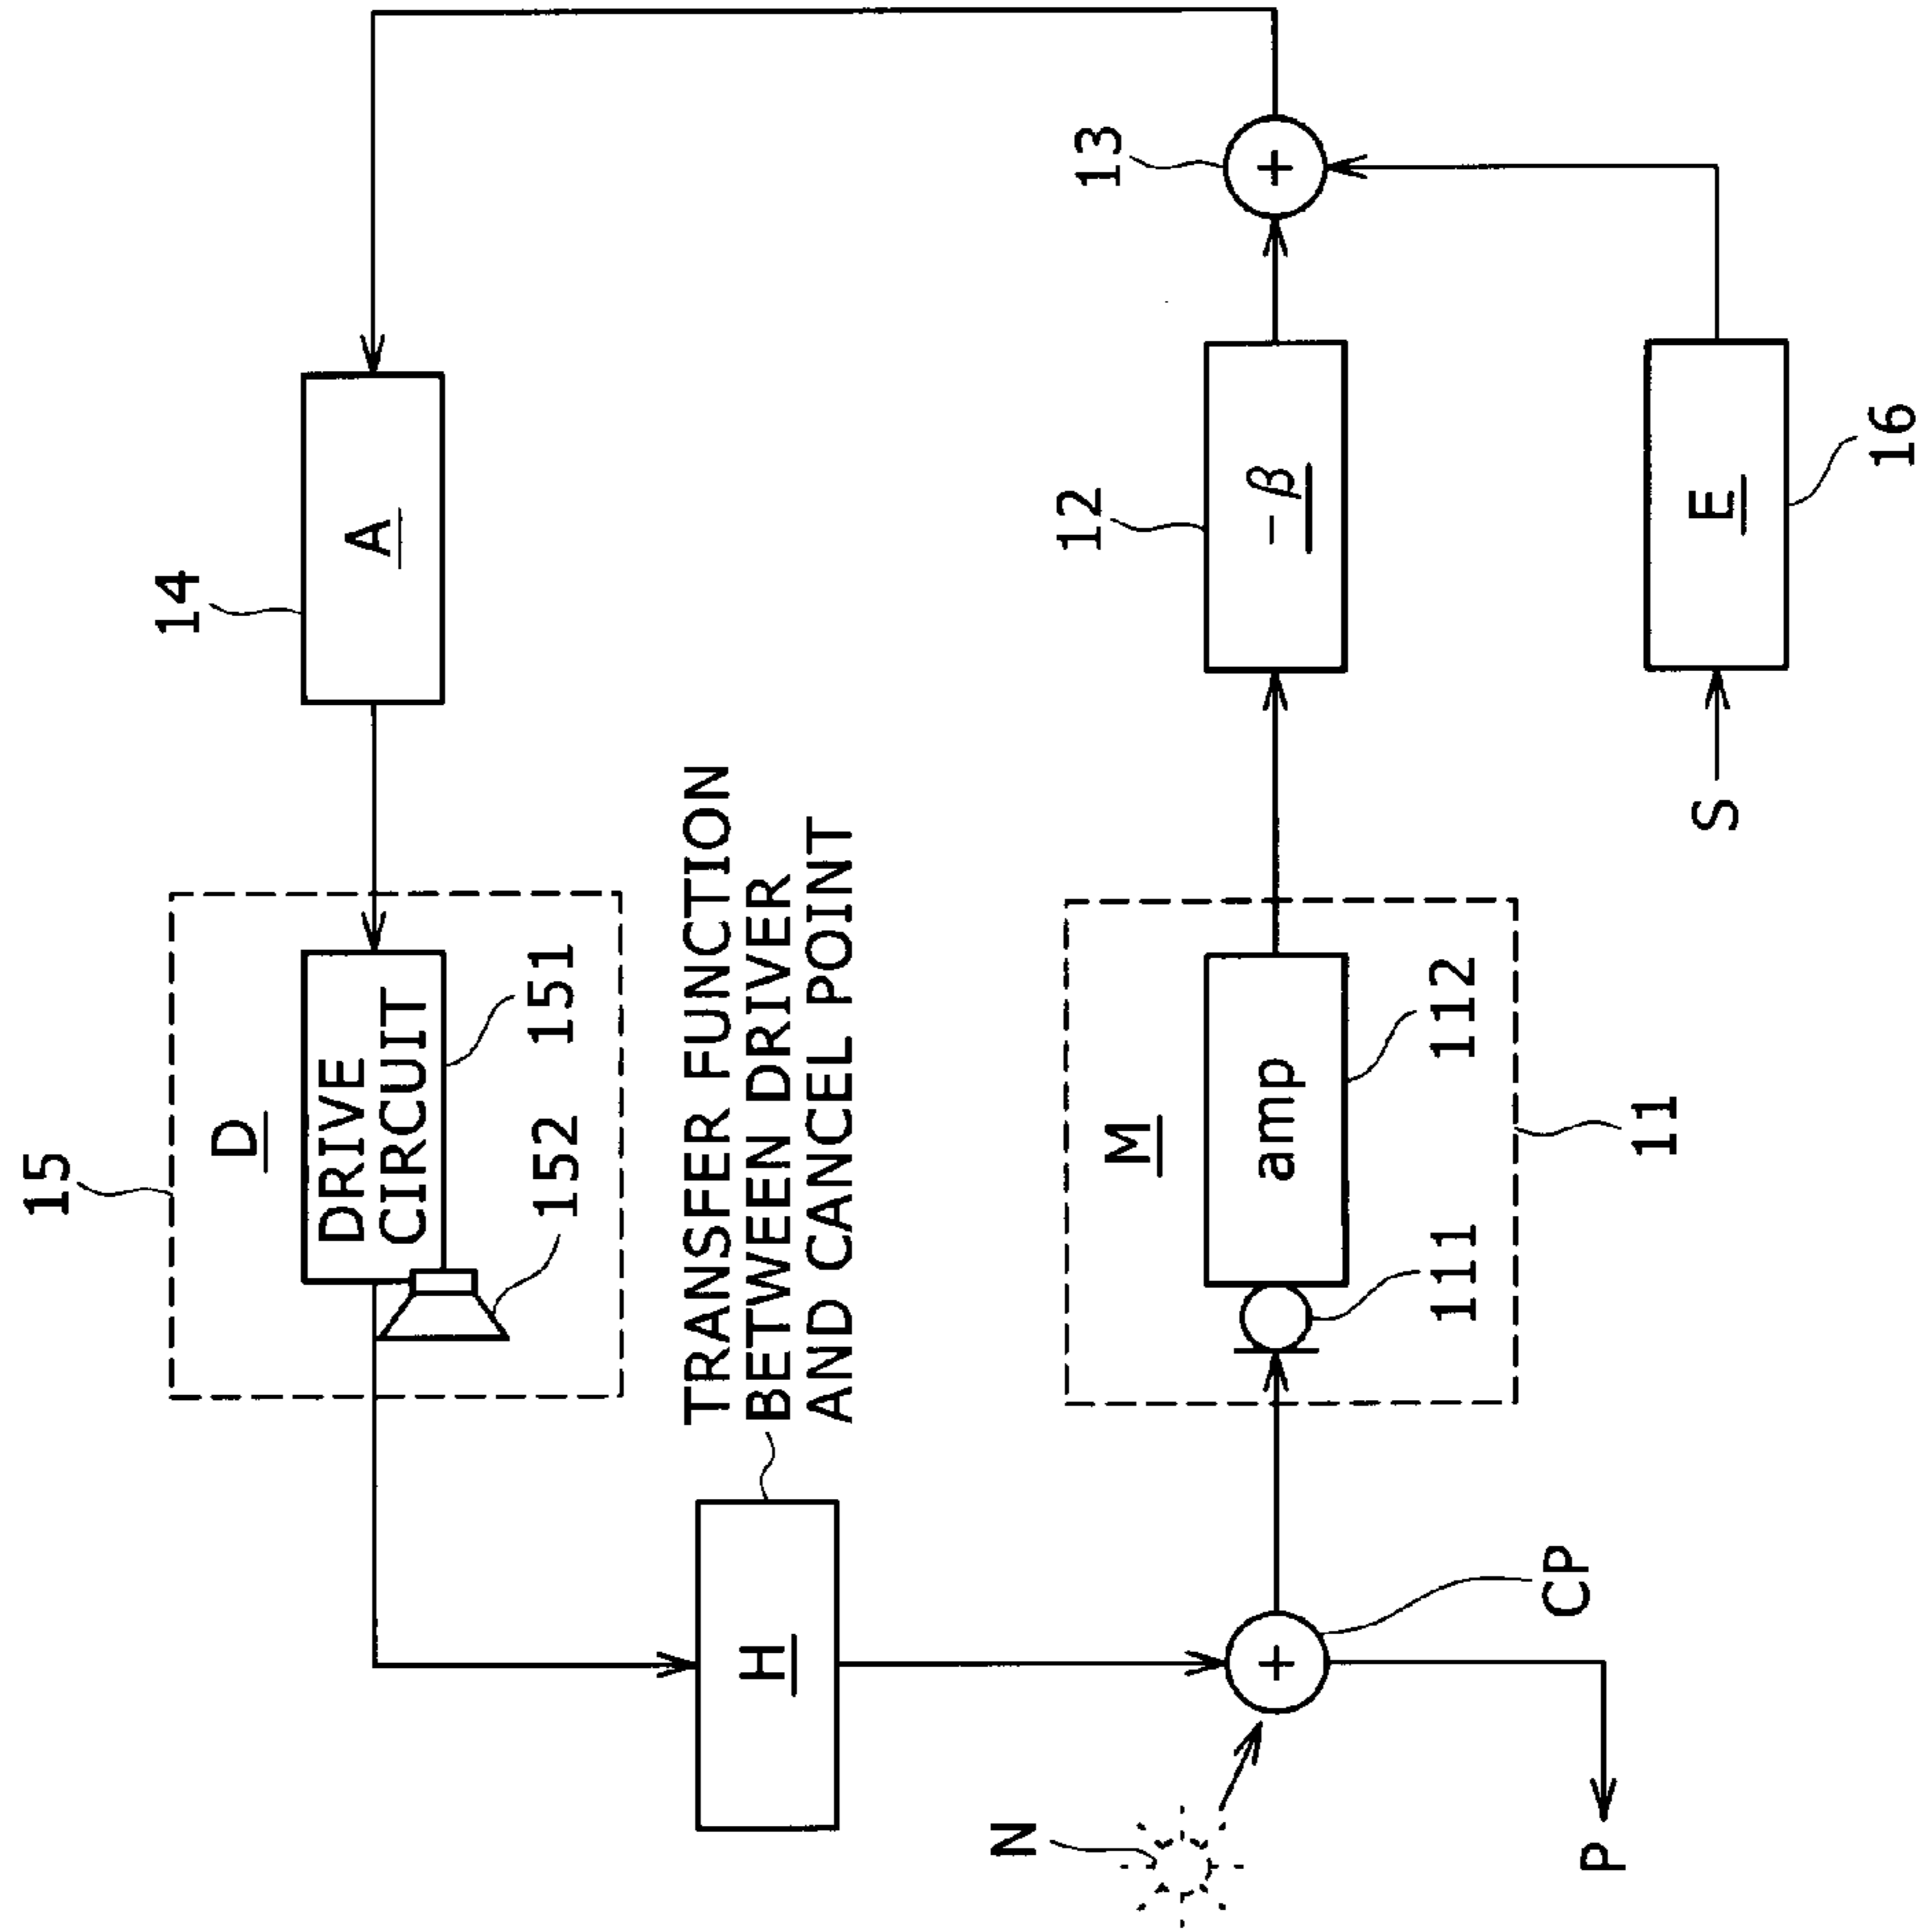 15
14
D
DRIVE
CIRCUIT
A
152
151
TRANSFER FUNCTION
BETWEEN DRIVER
AND CANCEL POINT
H
N
12
13
M
+
amp
-β
+
111
112
CP
P
11
S
E
16